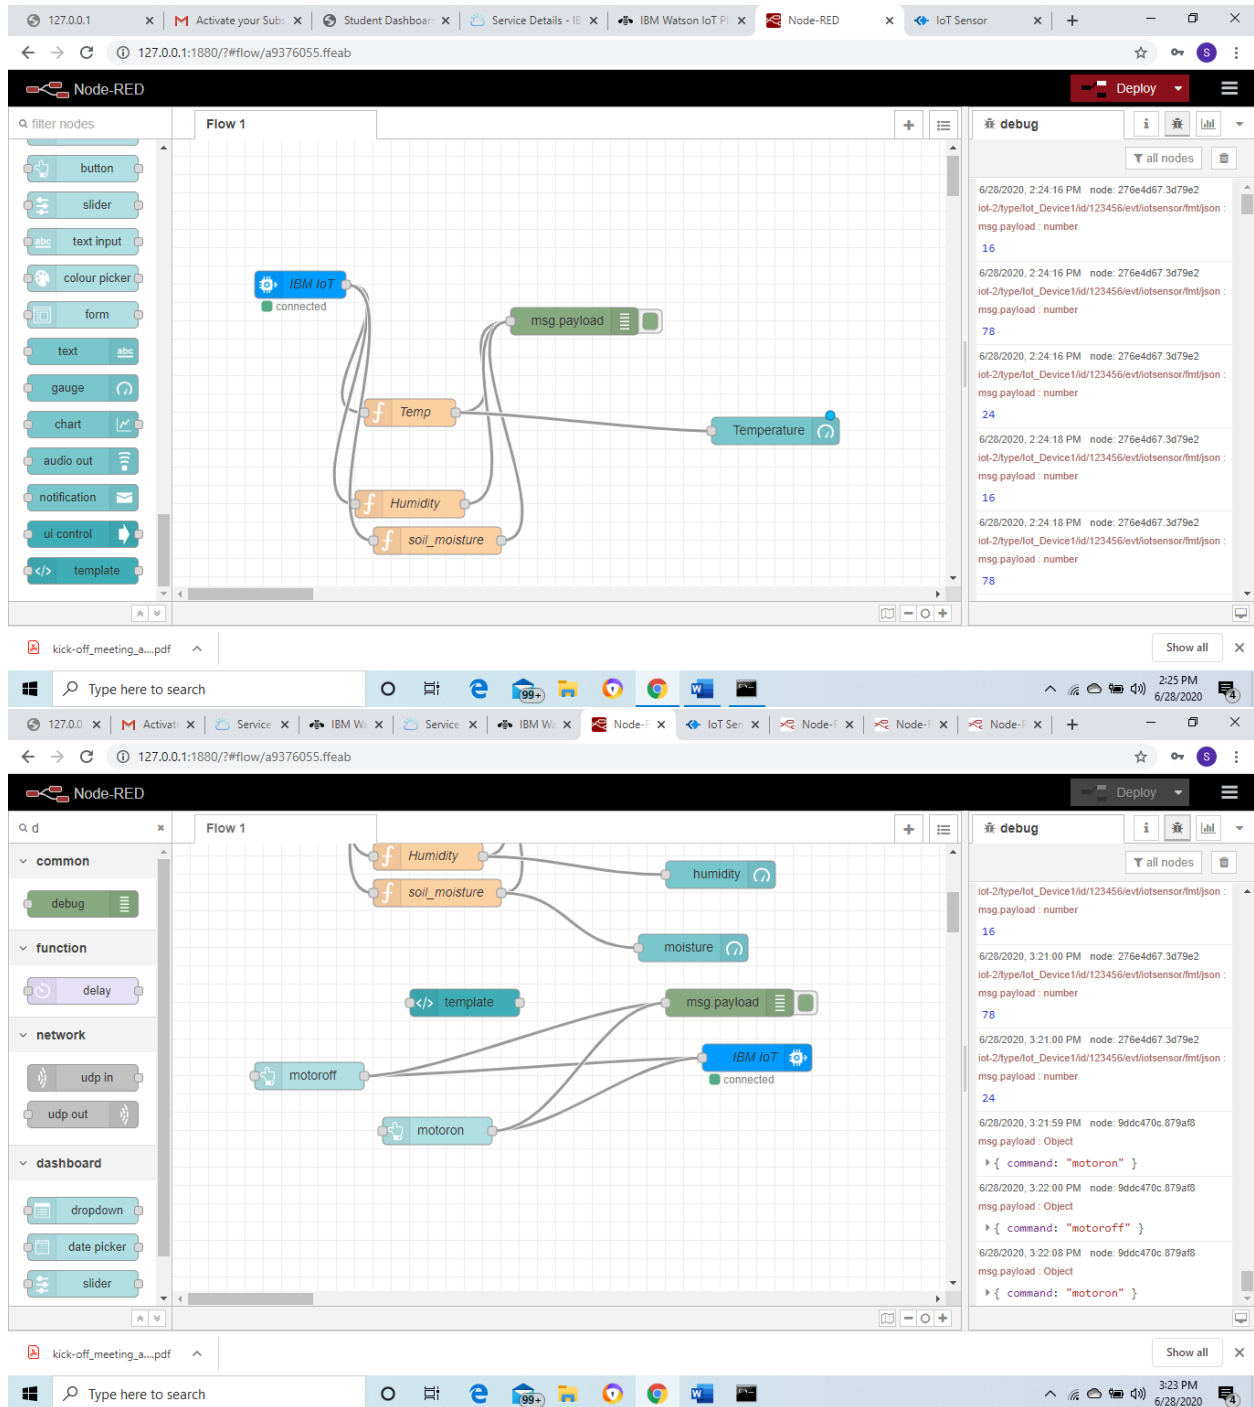 127.0.0.1
Activate your Subs
Student Dashboar
Service Details - IB
IBM Watson IoT Pl
Node-RED
IoT Sensor
127.0.0.1:1880/?#flow/a9376055.ffeab
S
Node-RED
Deploy
filter nodes
Flow 1
debug
i
all nodes
button
slider
abc text input
colour picker
form
text abc
gauge
chart
audio out
notification
ui control
</> template
IBM IoT
connected
msg.payload
f Temp
Temperature
f Humidity
f soil_moisture
6/28/2020, 2:24:16 PM node: 276e4d67.3d79e2
iot-2/type/Iot_Device1/id/123456/evt/iotsensor/fmt/json :
msg.payload : number
16
6/28/2020, 2:24:16 PM node: 276e4d67.3d79e2
iot-2/type/Iot_Device1/id/123456/evt/iotsensor/fmt/json :
msg.payload : number
78
6/28/2020, 2:24:16 PM node: 276e4d67.3d79e2
iot-2/type/Iot_Device1/id/123456/evt/iotsensor/fmt/json :
msg.payload : number
24
6/28/2020, 2:24:18 PM node: 276e4d67.3d79e2
iot-2/type/Iot_Device1/id/123456/evt/iotsensor/fmt/json :
msg.payload : number
16
6/28/2020, 2:24:18 PM node: 276e4d67.3d79e2
iot-2/type/Iot_Device1/id/123456/evt/iotsensor/fmt/json :
msg.payload : number
78
kick-off_meeting_a....pdf
Show all
Type here to search
99+
2:25 PM
6/28/2020
4
127.0.0
Activat
Service
IBM Wa
Service
IBM Wa
Node-R
IoT Sen
Node-R
Node-R
Node-R
127.0.0.1:1880/?#flow/a9376055.ffeab
S
Node-RED
Deploy
d
Flow 1
debug
i
all nodes
common
debug
function
delay
network
udp in
udp out
dashboard
dropdown
date picker
slider
f Humidity
f soil_moisture
humidity
moisture
</> template
msg.payload
IBM IoT
connected
motoroff
motoron
iot-2/type/Iot_Device1/id/123456/evt/iotsensor/fmt/json :
msg.payload : number
16
6/28/2020, 3:21:00 PM node: 276e4d67.3d79e2
iot-2/type/Iot_Device1/id/123456/evt/iotsensor/fmt/json :
msg.payload : number
78
6/28/2020, 3:21:00 PM node: 276e4d67.3d79e2
iot-2/type/Iot_Device1/id/123456/evt/iotsensor/fmt/json :
msg.payload : number
24
6/28/2020, 3:21:59 PM node: 9ddc470c.879af8
msg.payload : Object
{ command: "motoron" }
6/28/2020, 3:22:00 PM node: 9ddc470c.879af8
msg.payload : Object
{ command: "motoroff" }
6/28/2020, 3:22:08 PM node: 9ddc470c.879af8
msg.payload : Object
{ command: "motoron" }
kick-off_meeting_a....pdf
Show all
Type here to search
99+
3:23 PM
6/28/2020
4